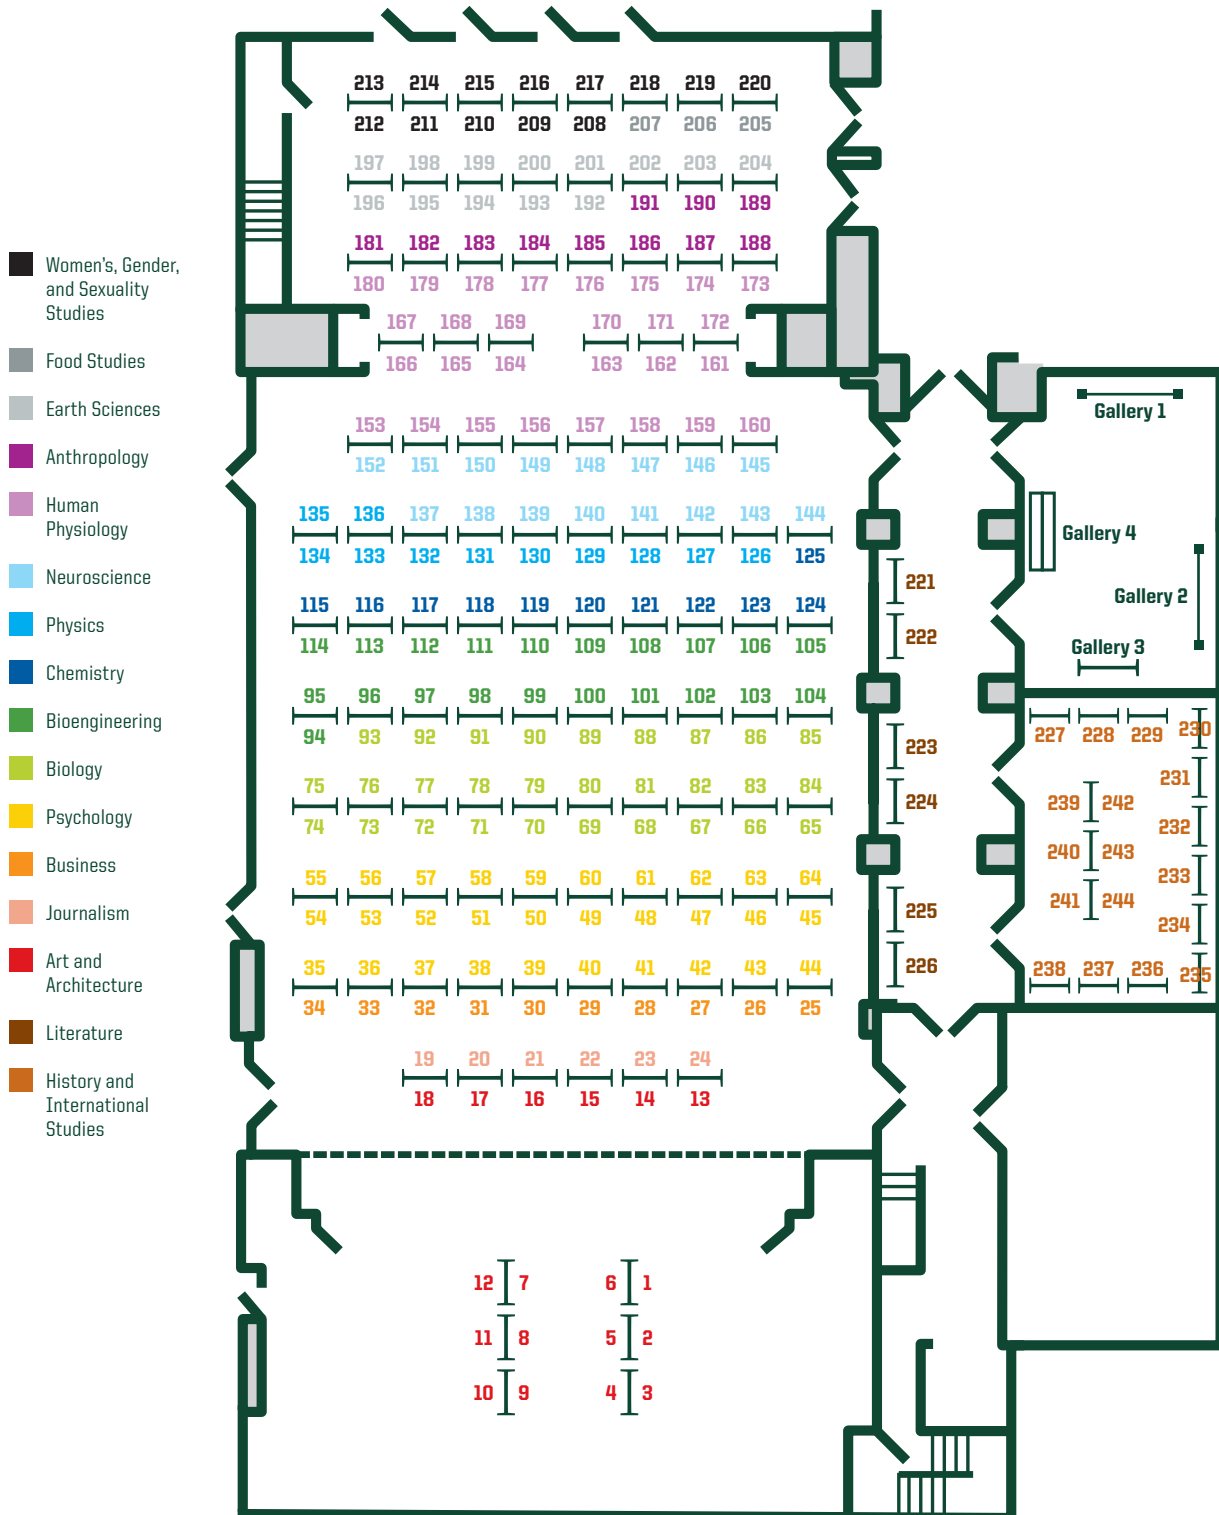 213 214 215 216 217 218 219 220
212 211 210 209 208 207 206 205
197 198 199 200 201 202 203 204
196 195 194 193 192 191 190 189
181 182 183 184 185 186 187 188
180 179 178 177 176 175 174 173
167 168 169 170 171 172
166 165 164 163 162 161
153 154 155 156 157 158 159 160
152 151 150 149 148 147 146 145
135 136 137 138 139 140 141 142 143 144
134 133 132 131 130 129 128 127 126 125
115 116 117 118 119 120 121 122 123 124
114 113 112 111 110 109 108 107 106 105
95 96 97 98 99 100 101 102 103 104
94 93 92 91 90 89 88 87 86 85
75 76 77 78 79 80 81 82 83 84
74 73 72 71 70 69 68 67 66 65
55 56 57 58 59 60 61 62 63 64
54 53 52 51 50 49 48 47 46 45
35 36 37 38 39 40 41 42 43 44
34 33 32 31 30 29 28 27 26 25
19 20 21 22 23 24
18 17 16 15 14 13
12 7 6 1
11 8 5 2
10 9 4 3
Women's, Gender,
and Sexuality
Studies
Food Studies
Earth Sciences
Anthropology
Human
Physiology
Neuroscience
Physics
Chemistry
Bioengineering
Biology
Psychology
Business
Journalism
Art and
Architecture
Literature
History and
International
Studies
221
222
223
224
225
226
Gallery 1
Gallery 4
Gallery 2
Gallery 3
227 228 229 230
231
239 242
232
240 243
233
241 244
234
238 237 236 235